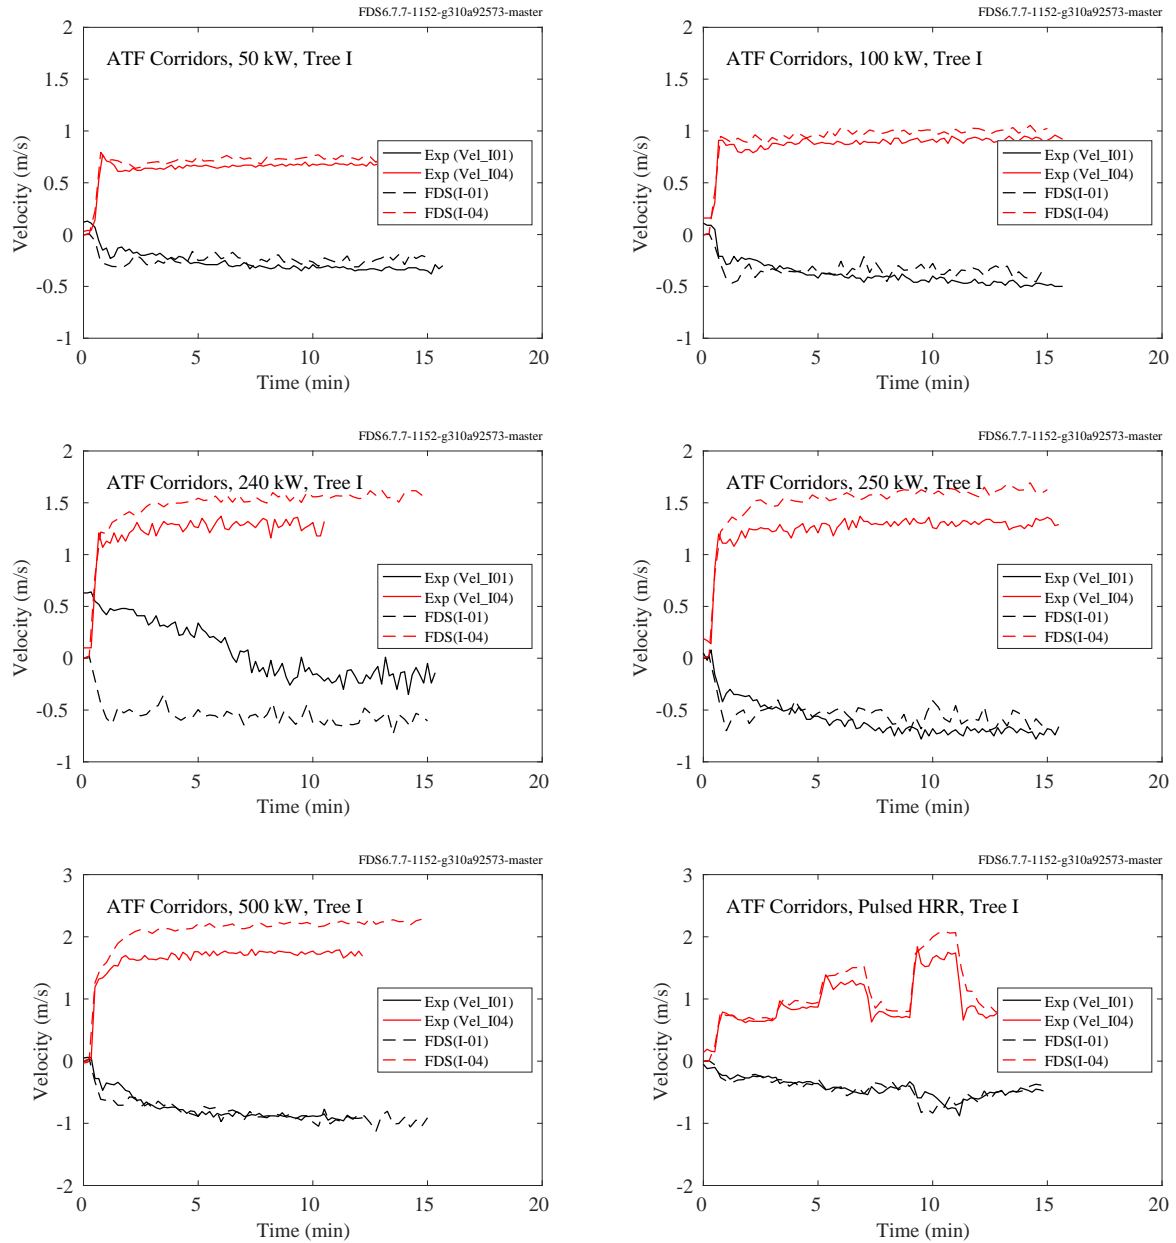 FDS6.7.7-1152-g310a92573-master
ATF Corridors, 50 kW, Tree I
Velocity (m/s)
2
1.5
1
0.5
0
-0.5
-1
Exp (Vel_I01)
Exp (Vel_I04)
FDS(I-01)
FDS(I-04)
0 5 10 15 20
Time (min)
FDS6.7.7-1152-g310a92573-master
ATF Corridors, 100 kW, Tree I
Velocity (m/s)
2
1.5
1
0.5
0
-0.5
-1
Exp (Vel_I01)
Exp (Vel_I04)
FDS(I-01)
FDS(I-04)
0 5 10 15 20
Time (min)
FDS6.7.7-1152-g310a92573-master
ATF Corridors, 240 kW, Tree I
Velocity (m/s)
2
1.5
1
0.5
0
-0.5
-1
Exp (Vel_I01)
Exp (Vel_I04)
FDS(I-01)
FDS(I-04)
0 5 10 15 20
Time (min)
FDS6.7.7-1152-g310a92573-master
ATF Corridors, 250 kW, Tree I
Velocity (m/s)
2
1.5
1
0.5
0
-0.5
-1
Exp (Vel_I01)
Exp (Vel_I04)
FDS(I-01)
FDS(I-04)
0 5 10 15 20
Time (min)
FDS6.7.7-1152-g310a92573-master
ATF Corridors, 500 kW, Tree I
Velocity (m/s)
3
2
1
0
-1
-2
Exp (Vel_I01)
Exp (Vel_I04)
FDS(I-01)
FDS(I-04)
0 5 10 15 20
Time (min)
FDS6.7.7-1152-g310a92573-master
ATF Corridors, Pulsed HRR, Tree I
Velocity (m/s)
3
2
1
0
-1
-2
Exp (Vel_I01)
Exp (Vel_I04)
FDS(I-01)
FDS(I-04)
0 5 10 15 20
Time (min)